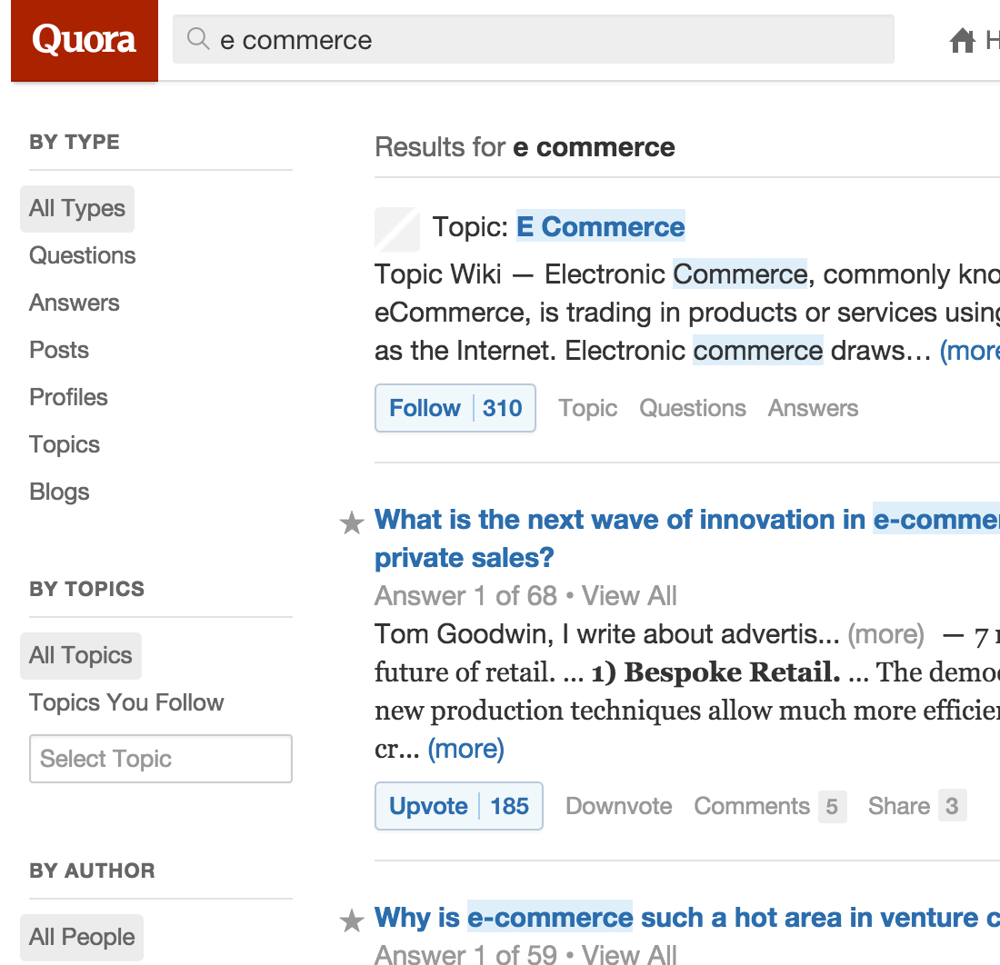 Quora
e commerce
BY TYPE
All Types
Questions
Answers
Posts
Profiles
Topics
Blogs
BY TOPICS
All Topics
Topics You Follow
Select Topic
BY AUTHOR
All People
Results for e commerce
Topic: E Commerce
Topic Wiki — Electronic Commerce, commonly
eCommerce, is trading in products or services using
as the Internet. Electronic commerce draws… (more
Follow 310 Topic Questions Answers
What is the next wave of innovation in
private sales?
Answer 1 of 68 • View All
Tom Goodwin, I write about advertis... (more) — 7
future of retail. ... 1) Bespoke Retail. ... The
new production techniques allow much more
cr... (more)
Upvote 185 Downvote Comments 5 Share 3
Why is e-commerce such a hot area in venture
Answer 1 of 59 • View All